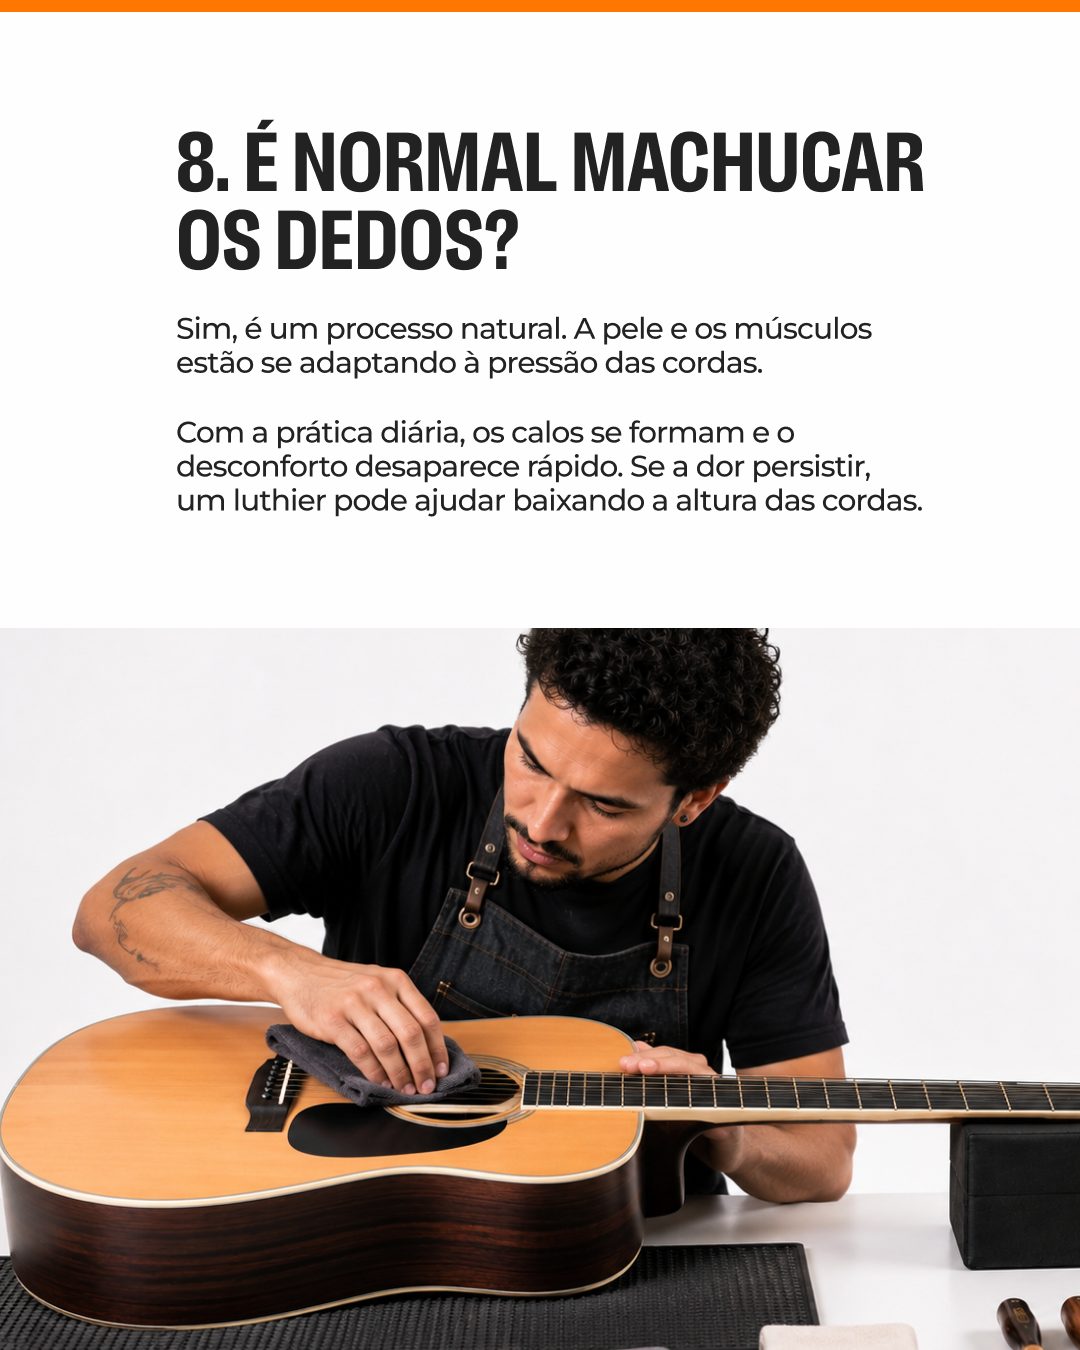 8. É NORMAL MACHUCAR
OS DEDOS?
Sim, é um processo natural. A pele e os músculos
estão se adaptando à pressão das cordas.
Com a prática diária, os calos se formam e o
desconforto desaparece rápido. Se a dor persistir,
um luthier pode ajudar baixando a altura das cordas.